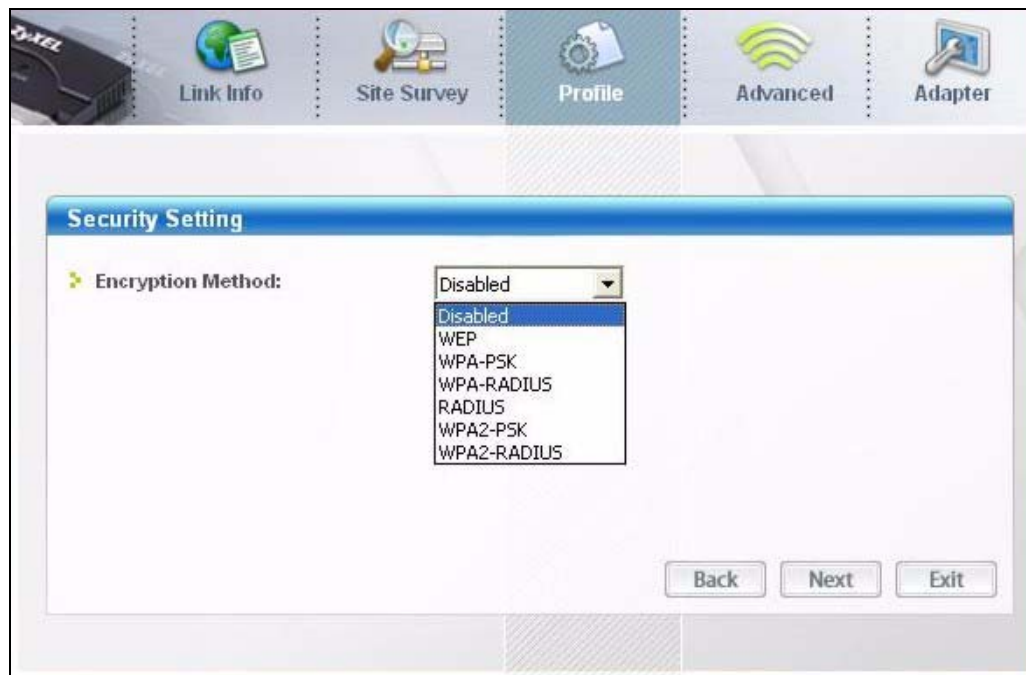 ZyXEL
Link Info
Site Survey
Profile
Advanced
Adapter
Security Setting
Encryption Method:
Disabled
Disabled
WEP
WPA-PSK
WPA-RADIUS
RADIUS
WPA2-PSK
WPA2-RADIUS
Back
Next
Exit